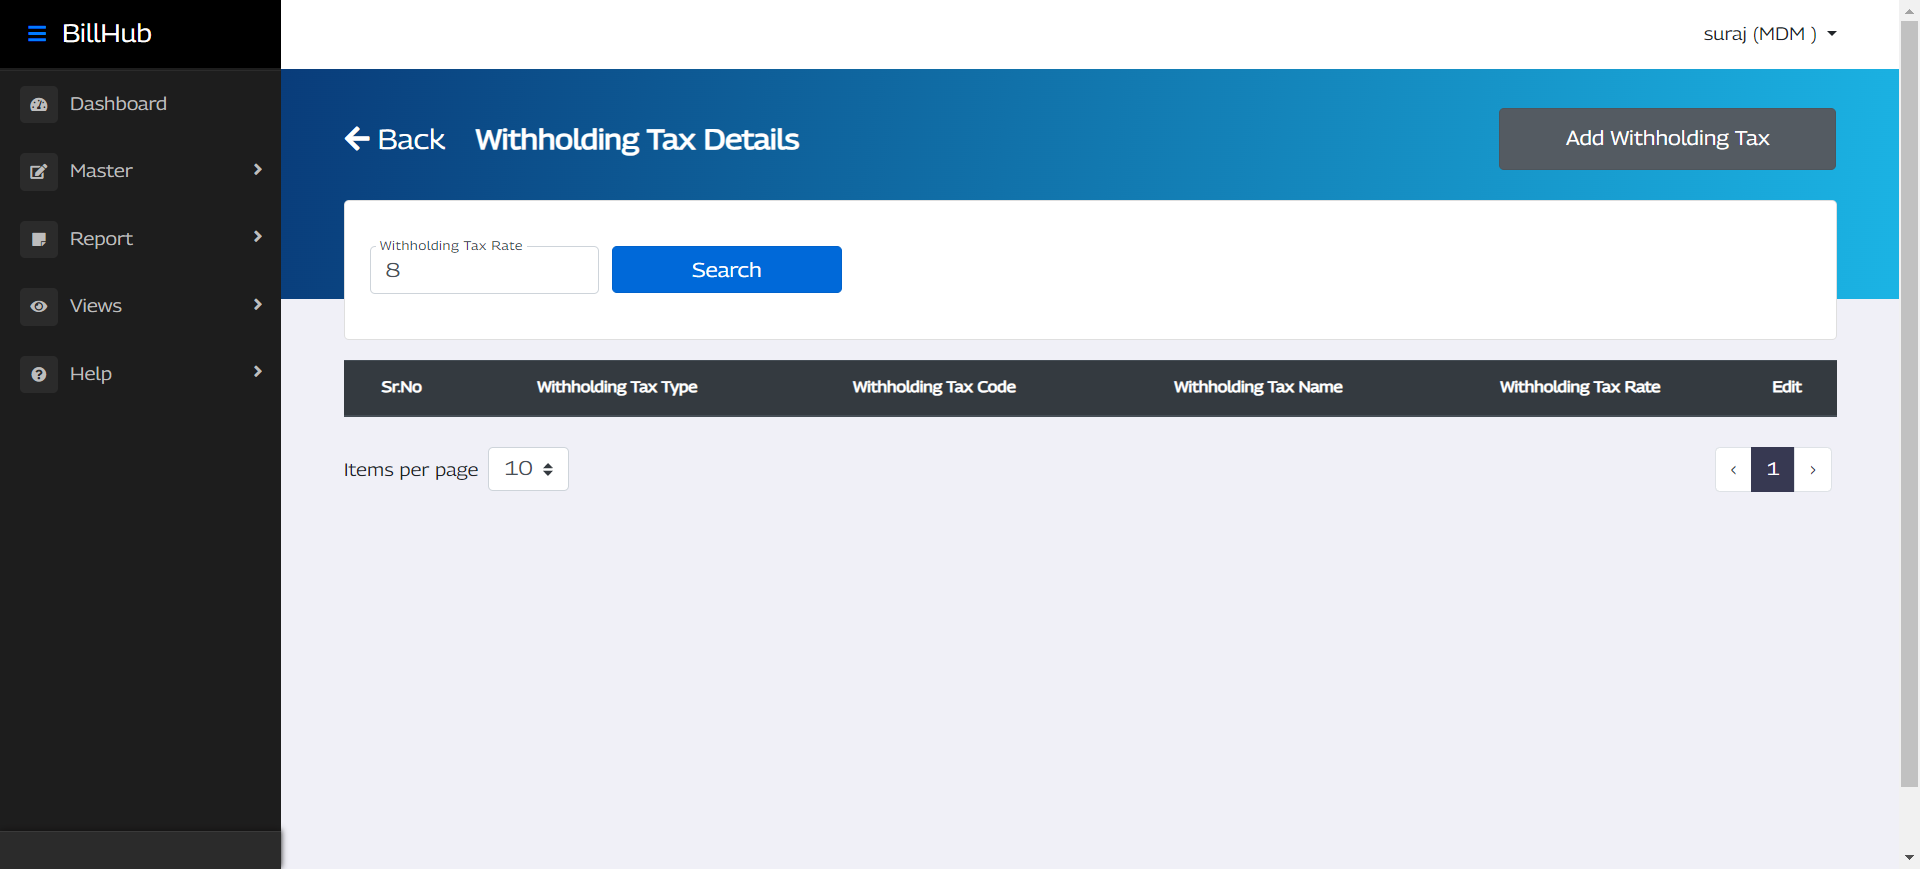 BillHub
suraj (MDM )
Dashboard
Master
Report
Views
Help
Back
Withholding Tax Details
Add Withholding Tax
Withholding Tax Rate
8
Search
Sr.No Withholding Tax Type Withholding Tax Code Withholding Tax Name Withholding Tax Rate Edit
Items per page 10
‹ 1 ›